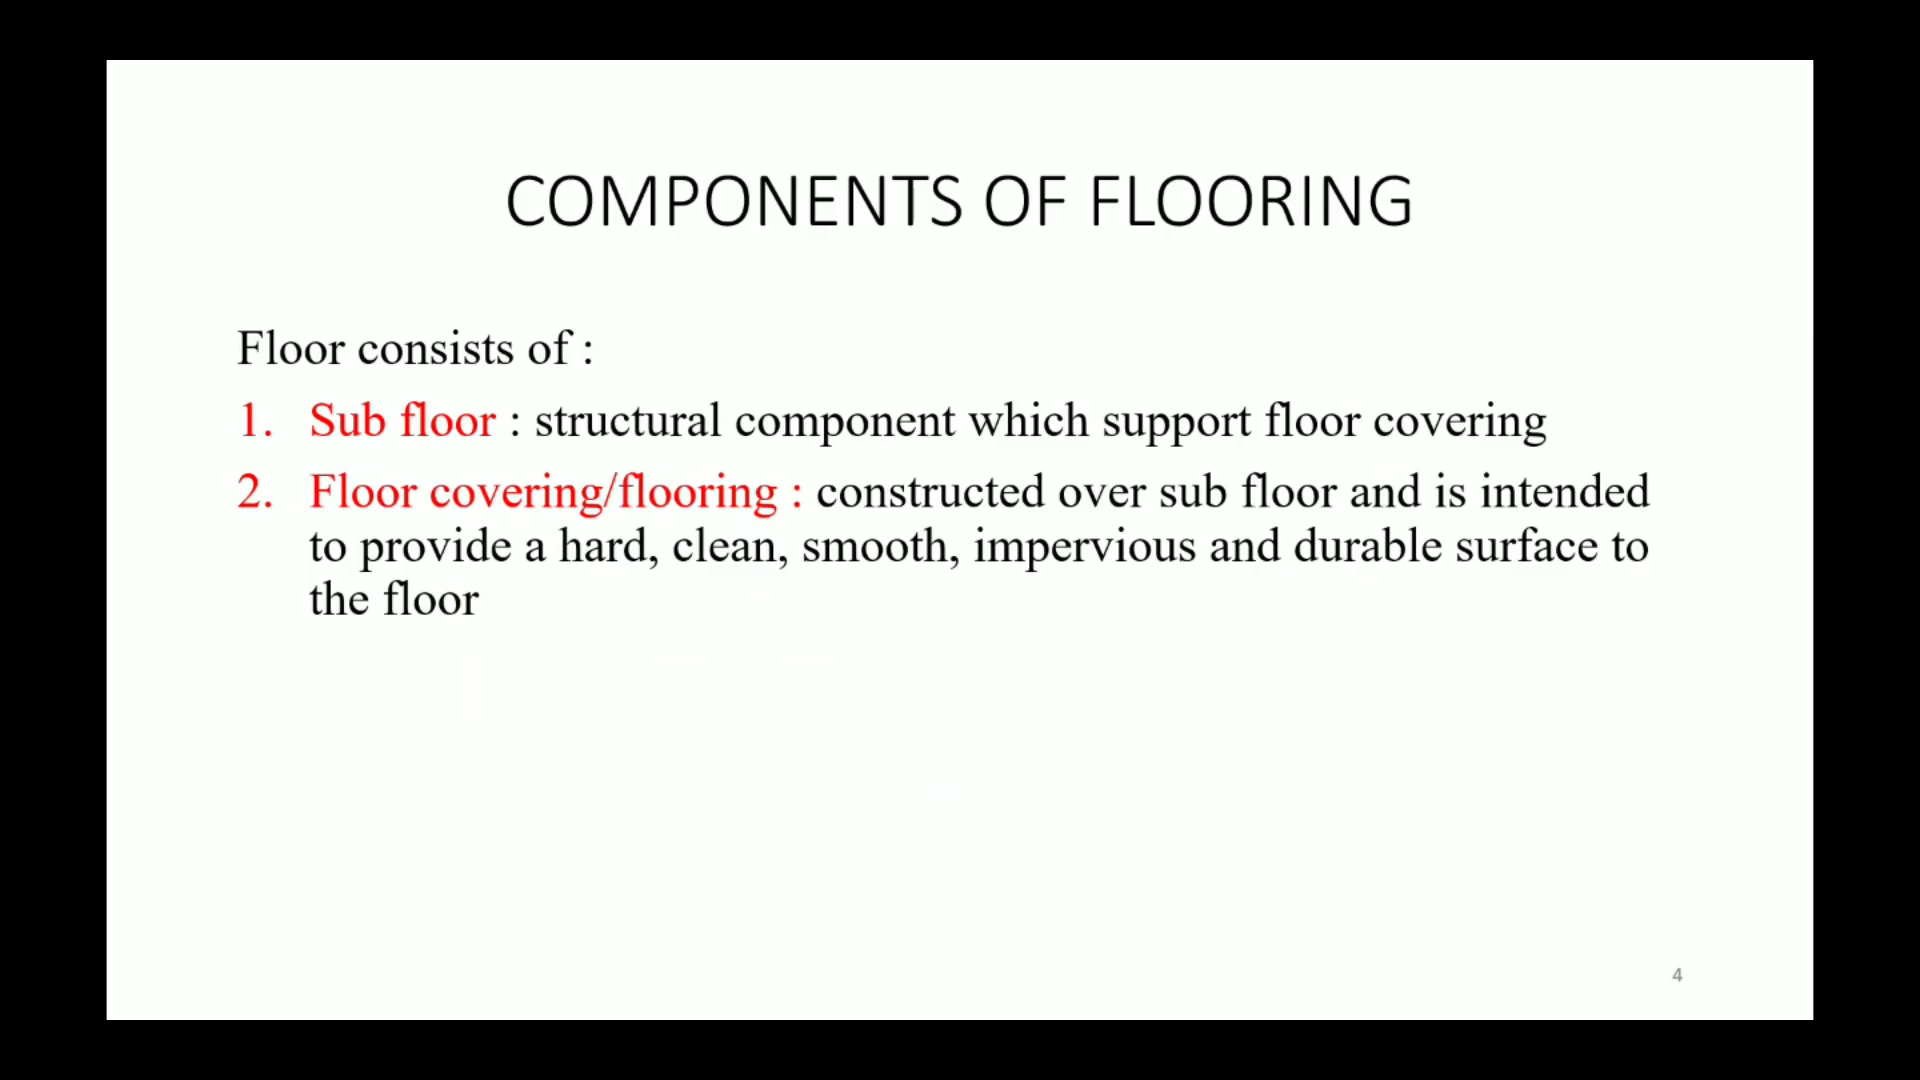 COMPONENTS OF FLOORING
Floor consists of :
1. Sub floor : structural component which support floor covering
2. Floor covering/flooring : constructed over sub floor and is intended
to provide a hard, clean, smooth, impervious and durable surface to
the floor
4